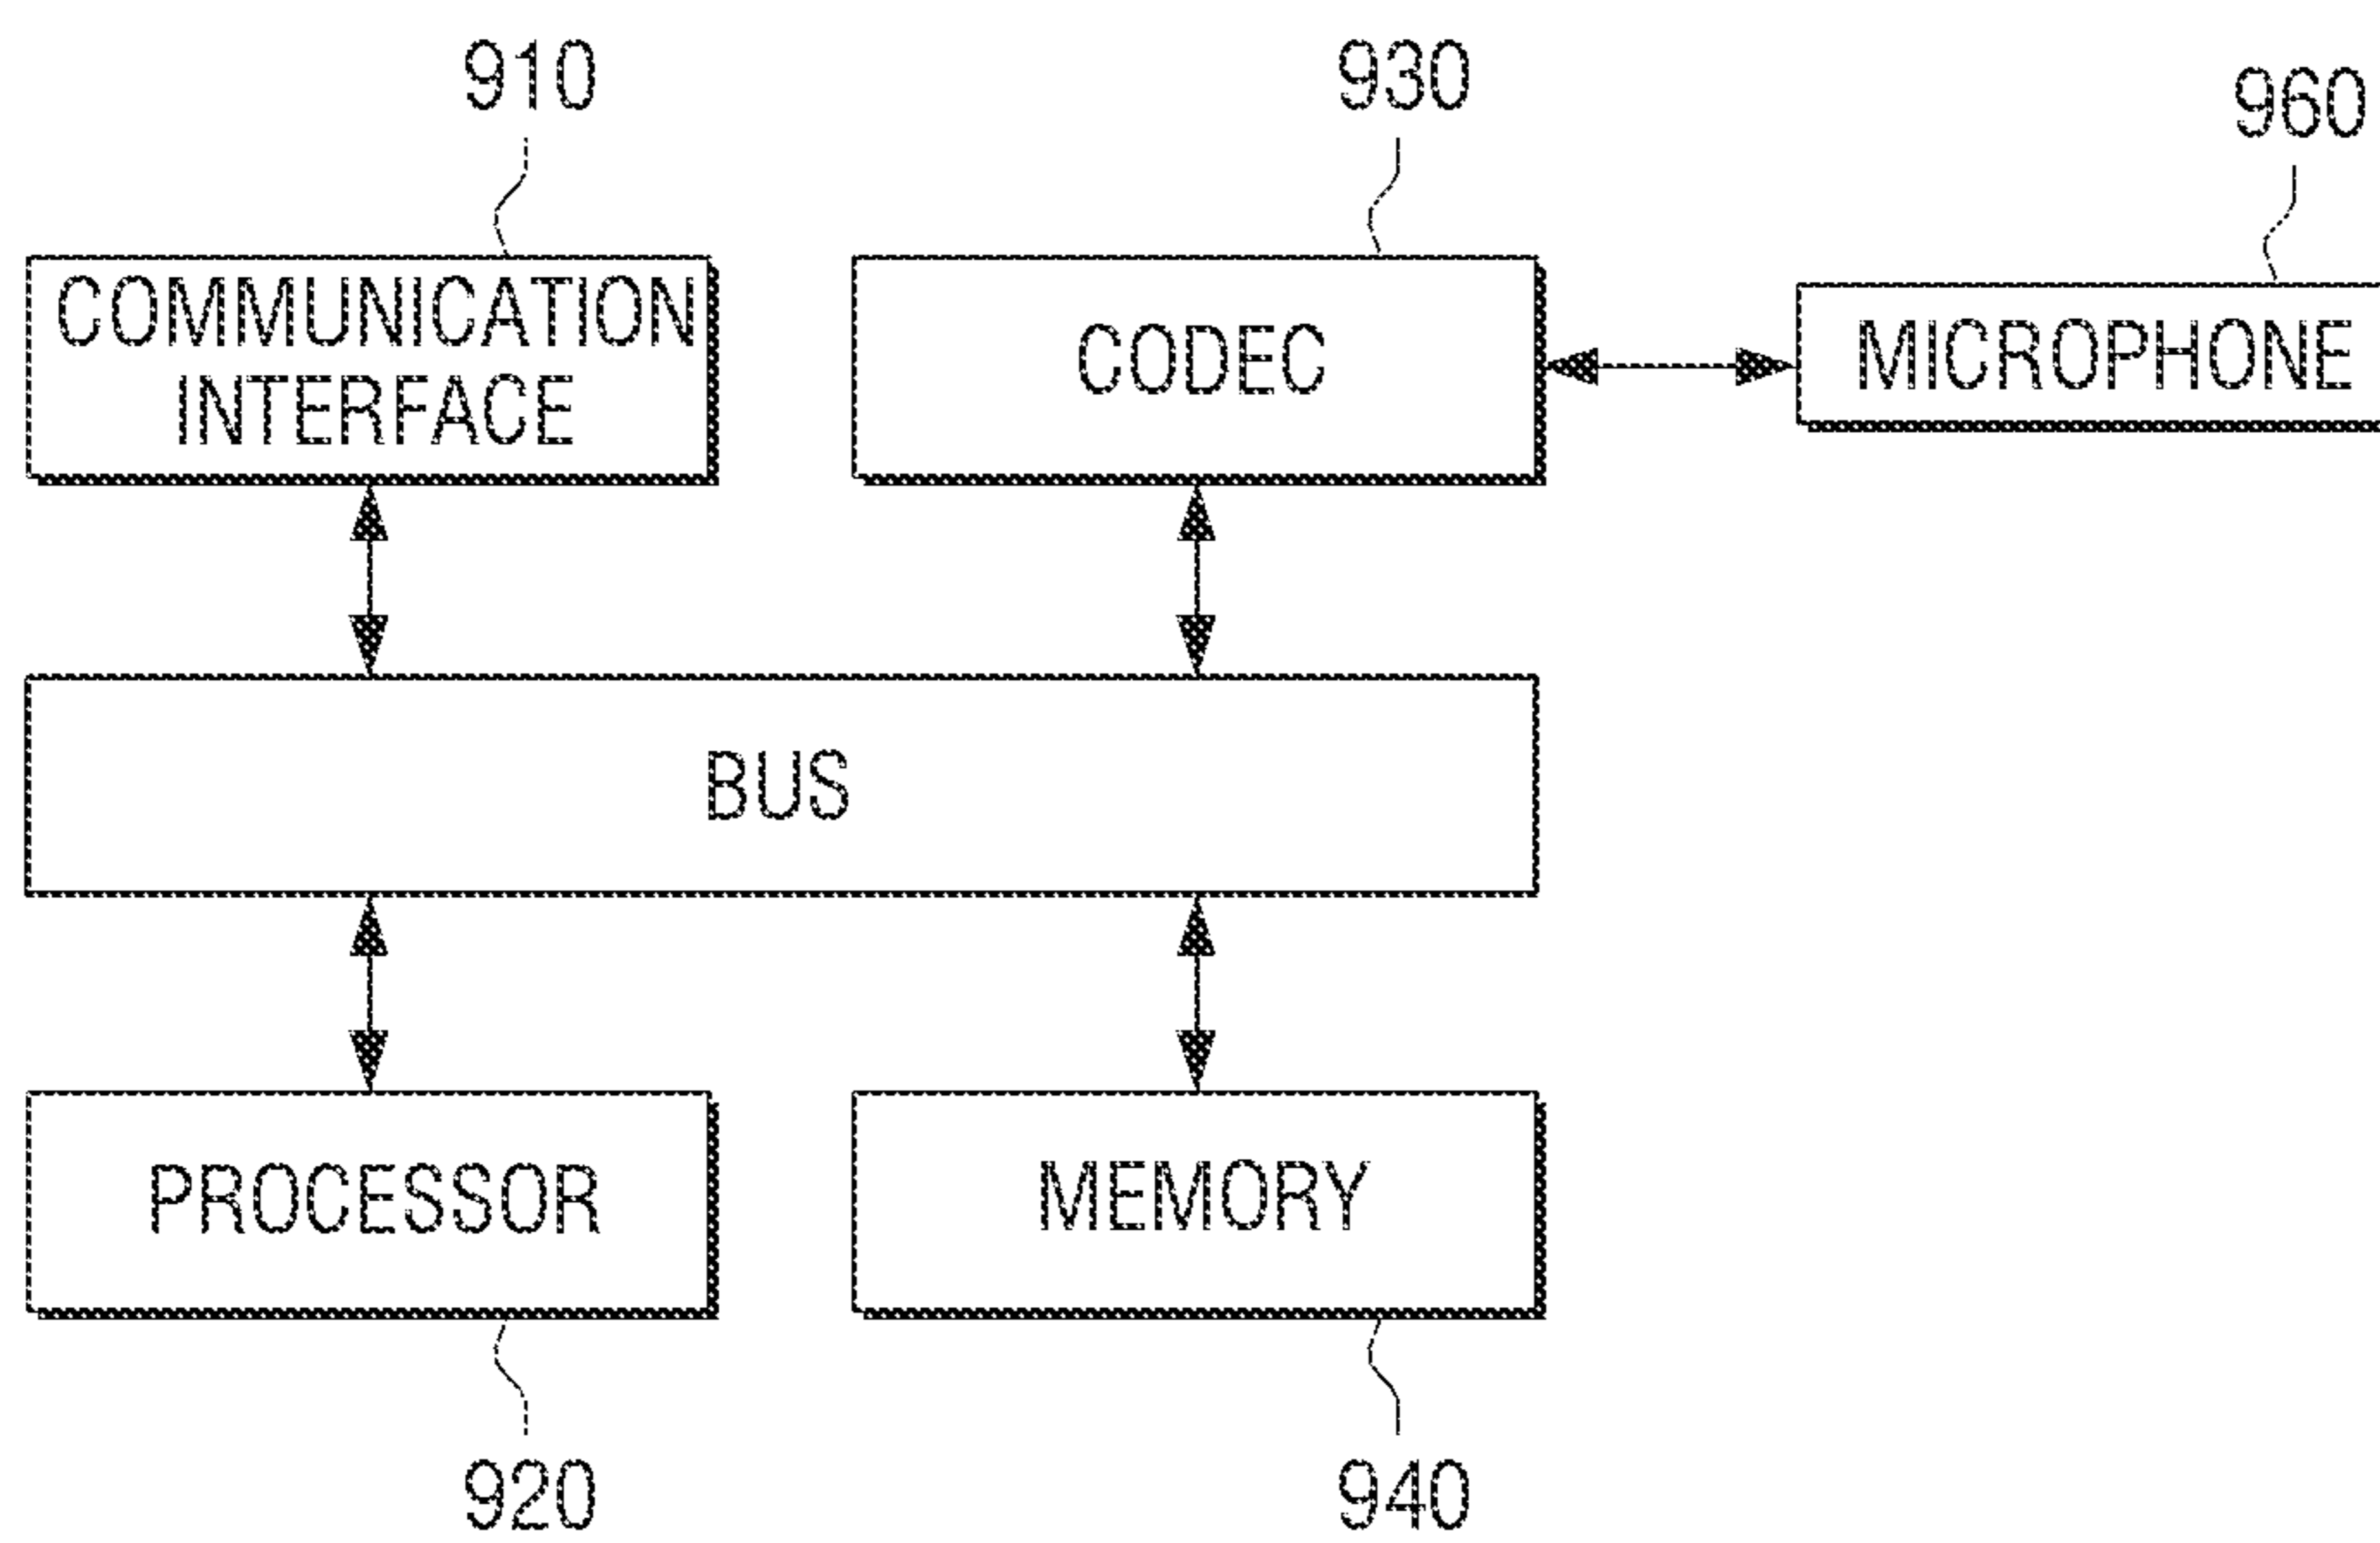 910
930
960
COMMUNICATION
INTERFACE
CODEC
MICROPHONE
BUS
PROCESSOR
MEMORY
920
940